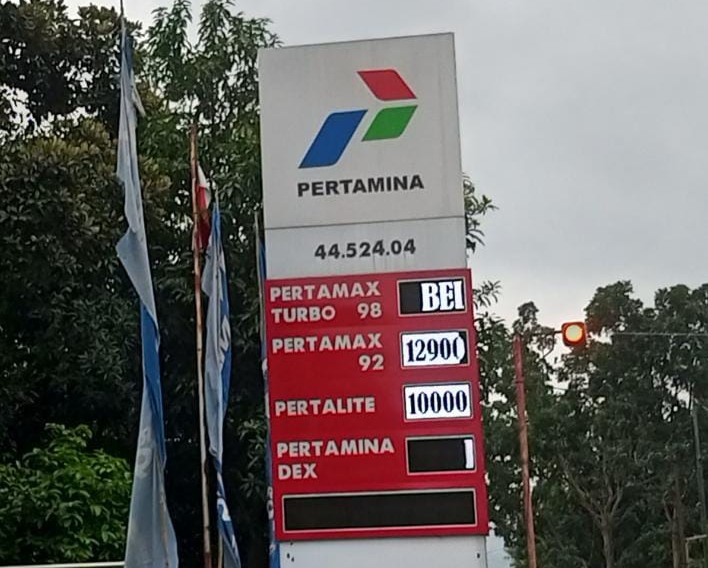 PERTAMINA
44.524.04
PERTAMAX
TURBO 98
BEI
PERTAMAX
92
12900
PERTALITE
10000
PERTAMINA
DEX